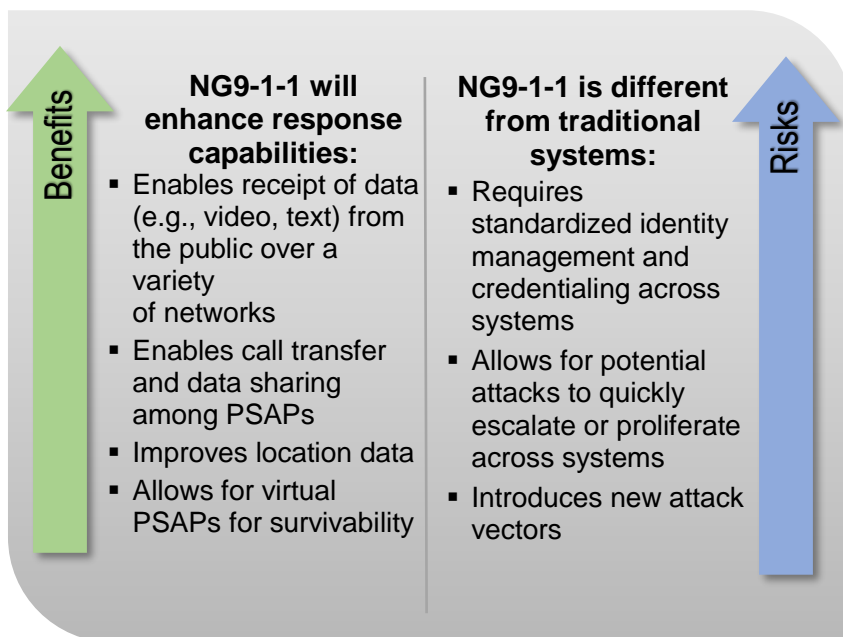 Benefits
NG9-1-1 will
enhance response
capabilities:
▪ Enables receipt of data
(e.g., video, text) from
the public over a
variety
of networks
▪ Enables call transfer
and data sharing
among PSAPs
▪ Improves location data
▪ Allows for virtual
PSAPs for survivability
NG9-1-1 is different
from traditional
systems:
▪ Requires
standardized identity
management and
credentialing across
systems
▪ Allows for potential
attacks to quickly
escalate or proliferate
across systems
▪ Introduces new attack
vectors
Risks